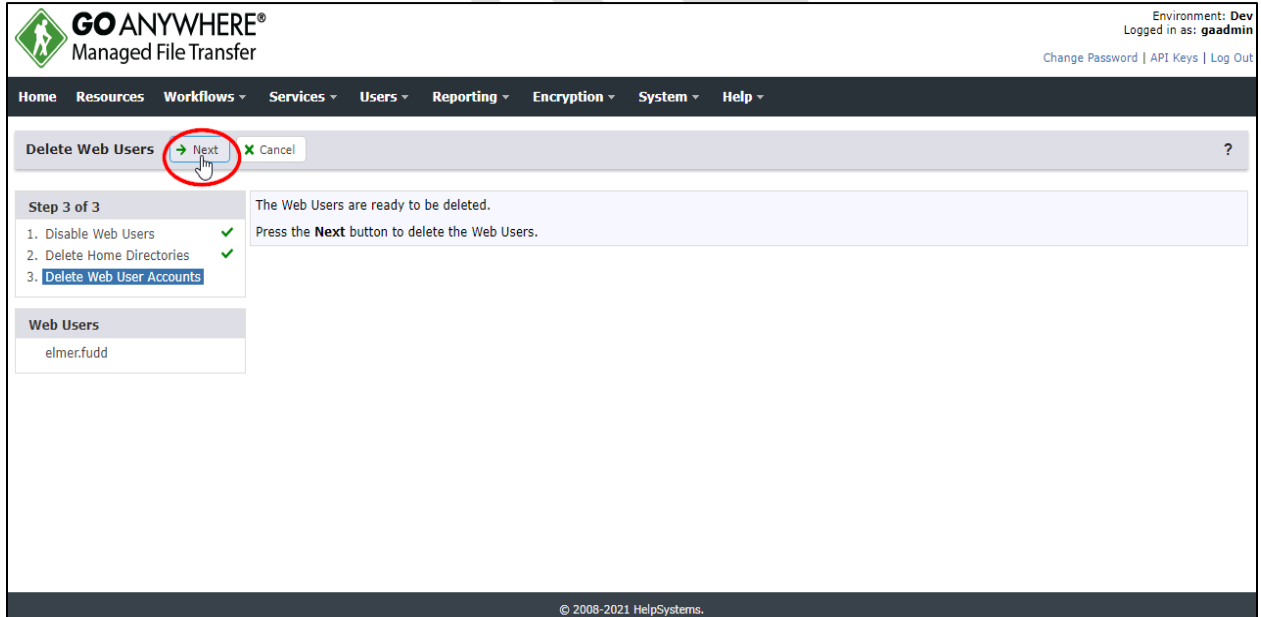 GO ANYWHERE®
Managed File Transfer
Environment: Dev
Logged in as: gaadmin
Change Password | API Keys | Log Out
Home Resources Workflows Services Users Reporting Encryption System Help
Delete Web Users Next Cancel ?
Step 3 of 3
1. Disable Web Users
2. Delete Home Directories
3. Delete Web User Accounts
The Web Users are ready to be deleted.
Press the Next button to delete the Web Users.
Web Users
elmer.fudd
© 2008-2021 HelpSystems.